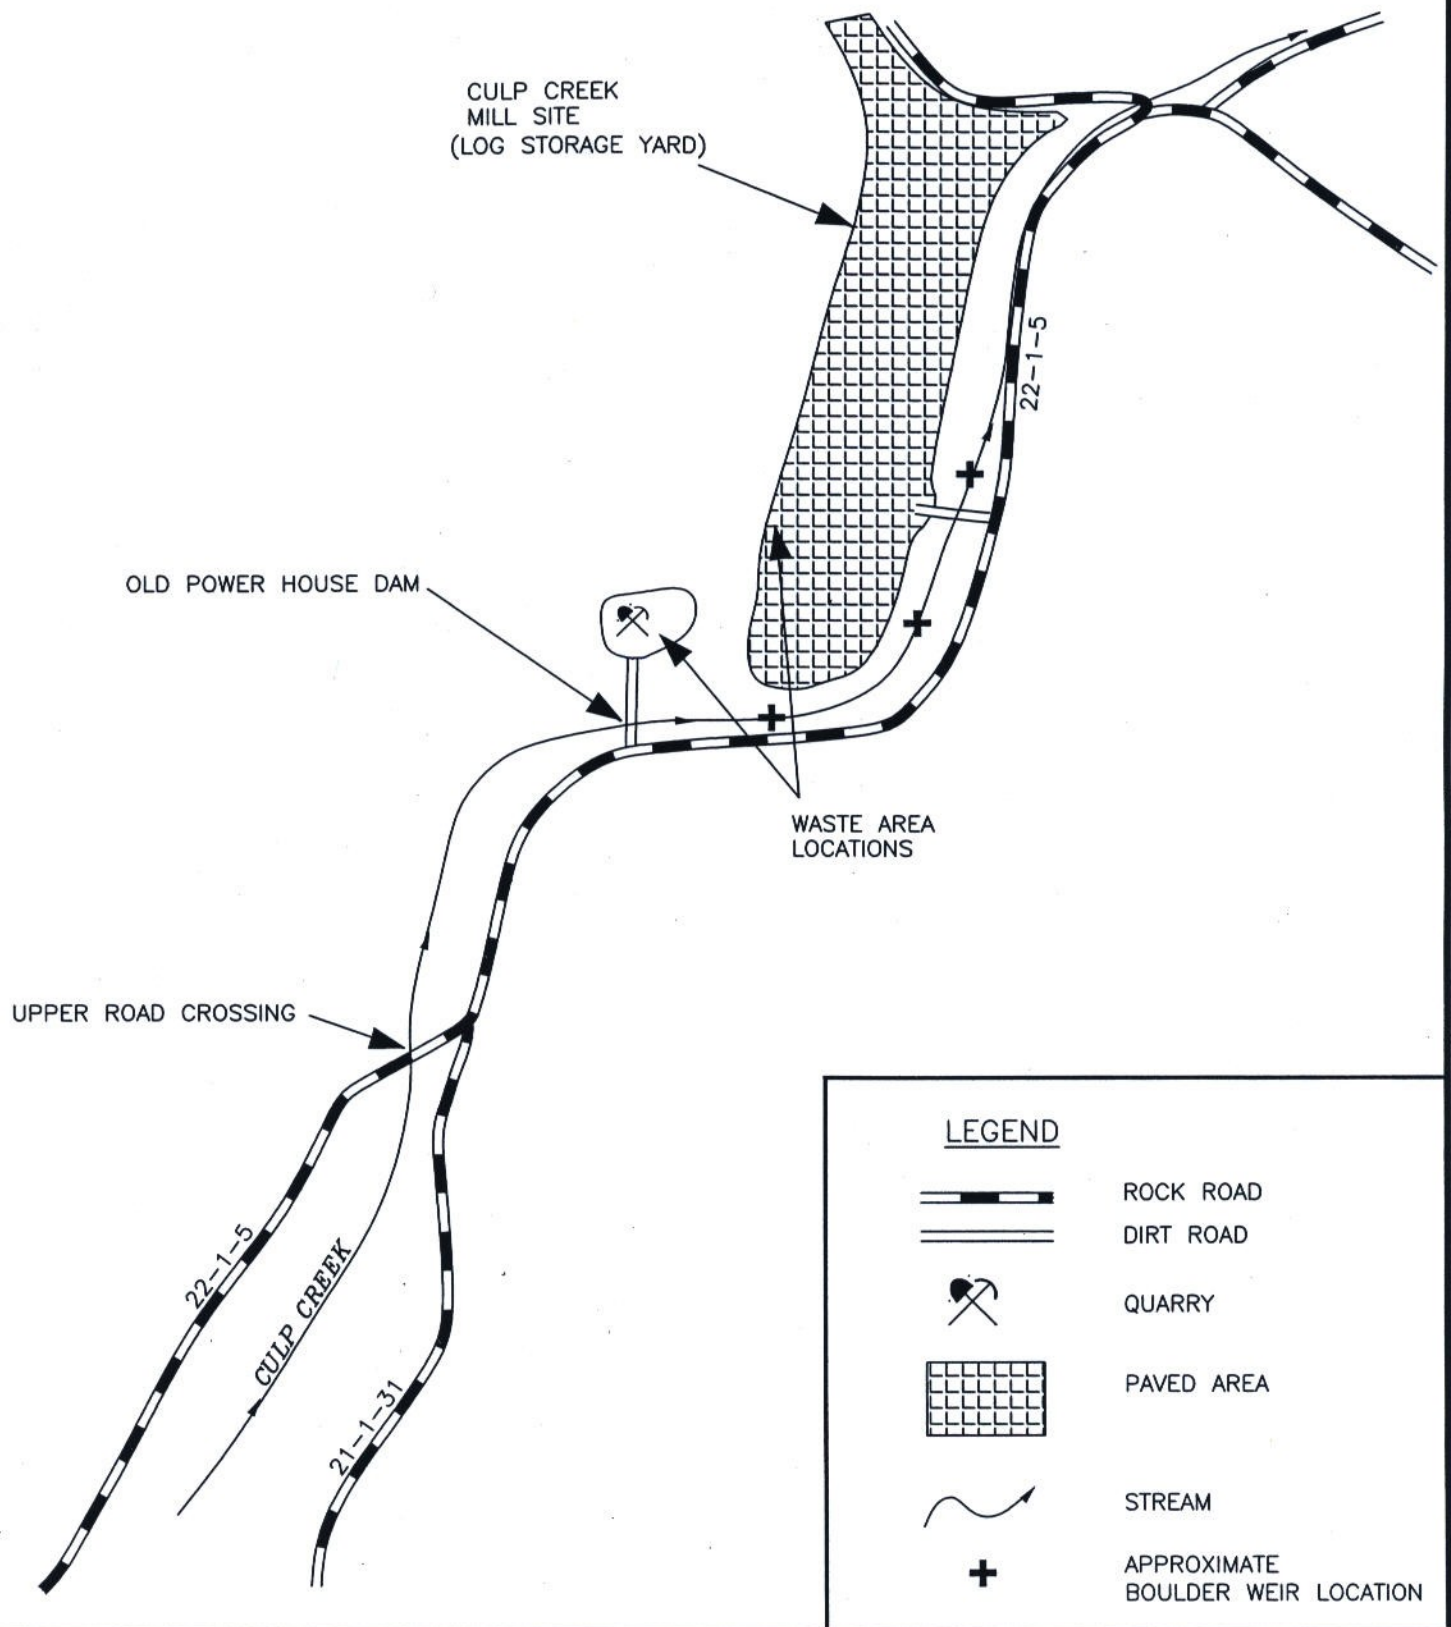 CULP CREEK
MILL SITE
(LOG STORAGE YARD)
22-1-5
OLD POWER HOUSE DAM
WASTE AREA
LOCATIONS
UPPER ROAD CROSSING
22-1-5
CULP CREEK
21-1-31
LEGEND
ROCK ROAD
DIRT ROAD
QUARRY
PAVED AREA
STREAM
APPROXIMATE
BOULDER WEIR LOCATION